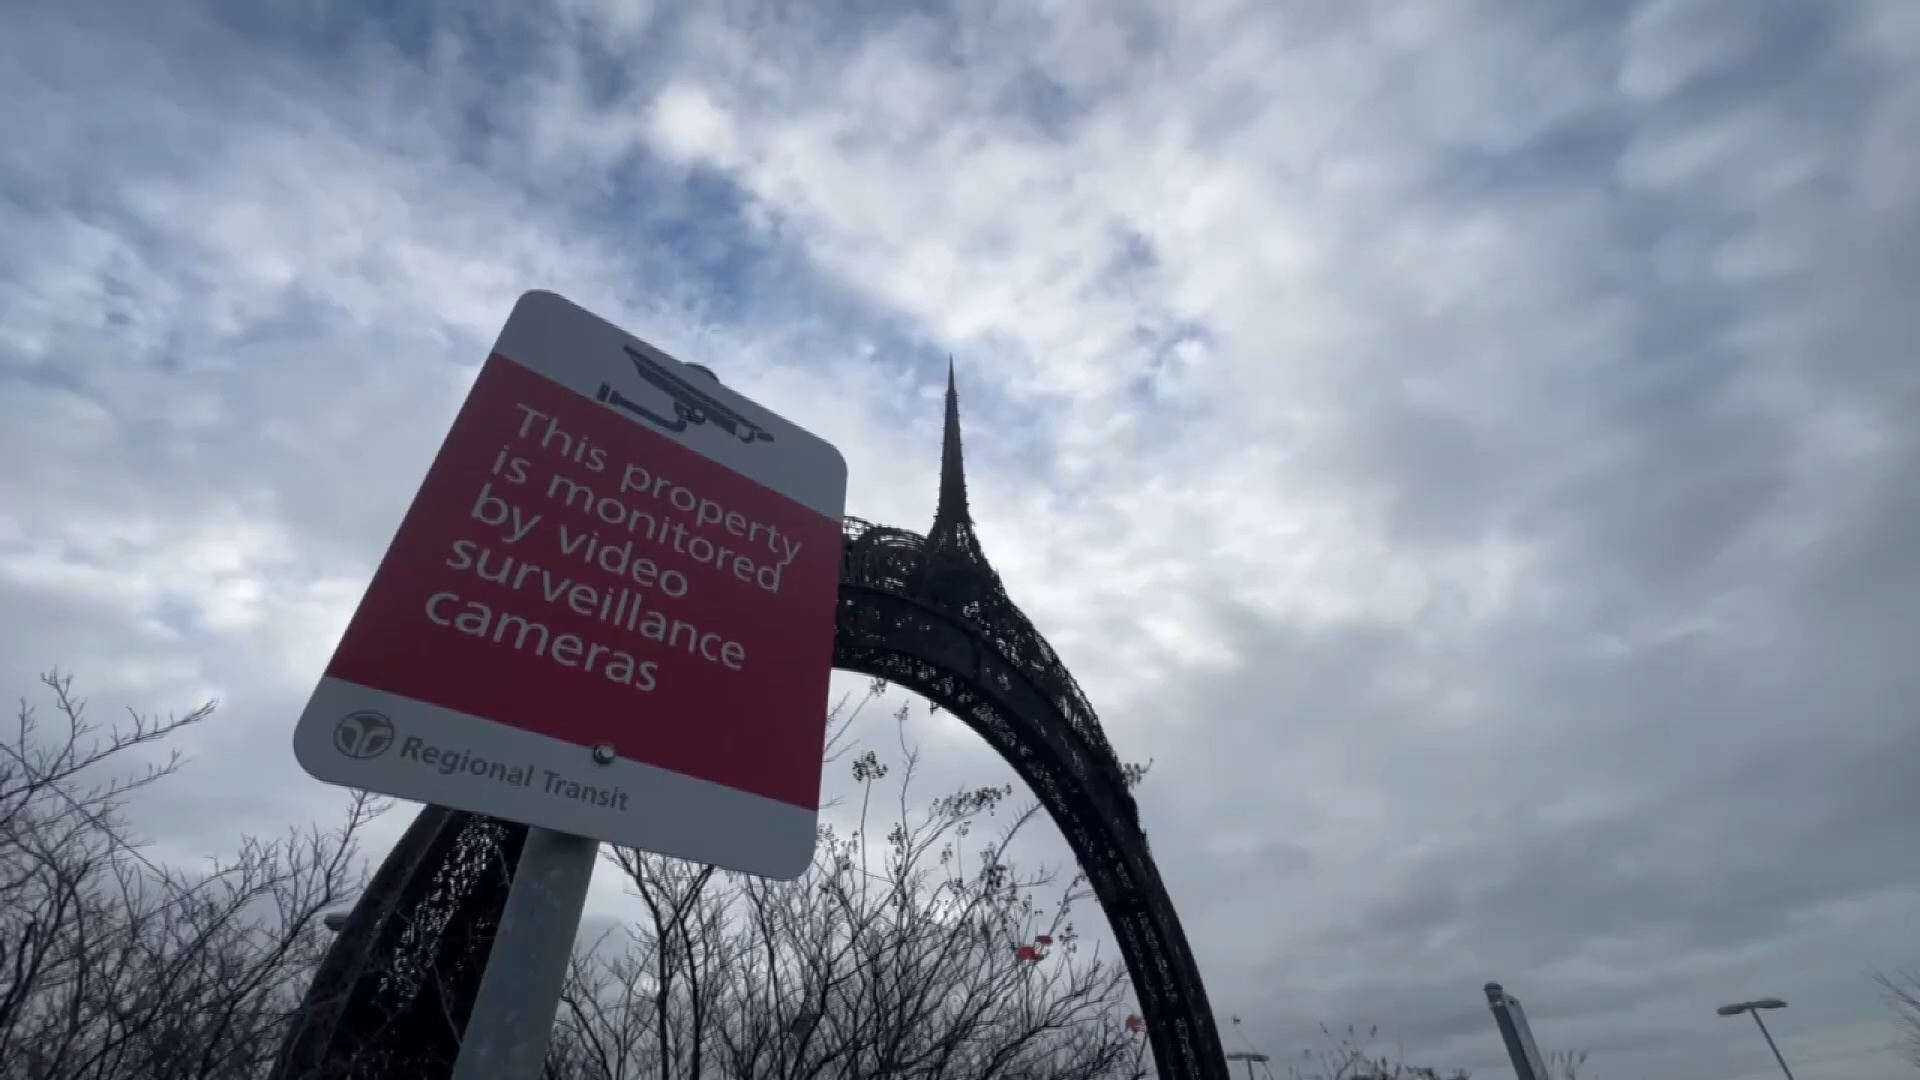 This property
is monitored
by video
surveillance
cameras
Regional Transit